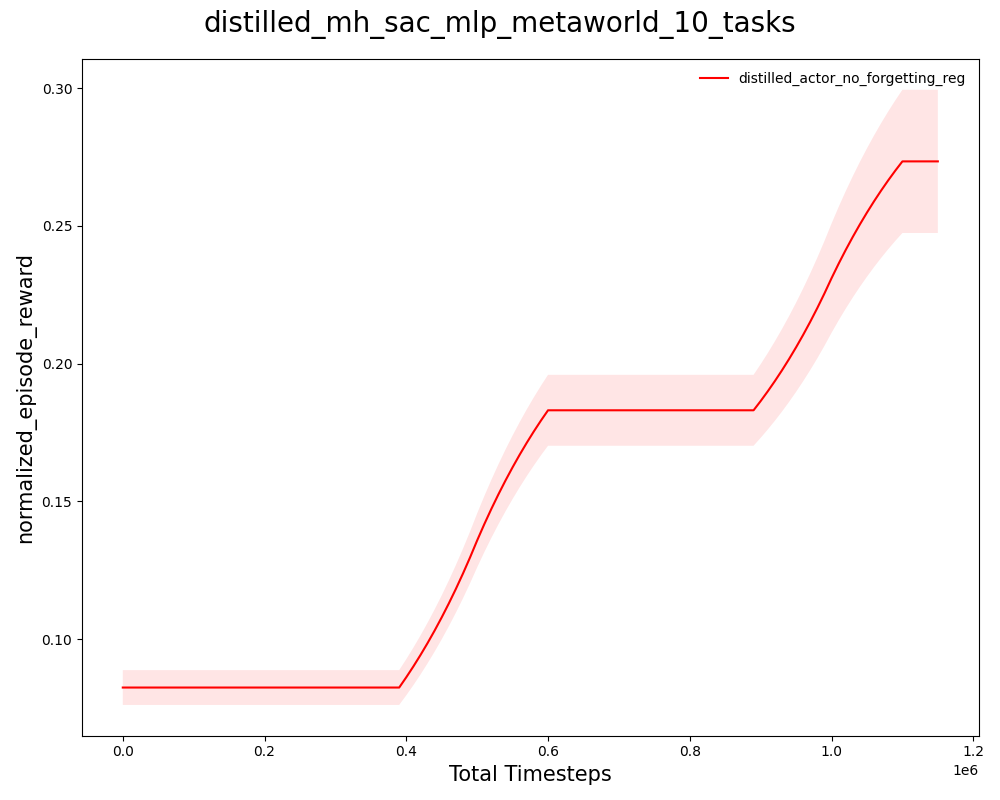 distilled_mh_sac_mlp_metaworld_10_tasks
distilled_actor_no_forgetting_reg
0.30
0.25
0.20
0.15
0.10
normalized_episode_reward
0.0 0.2 0.4 0.6 0.8 1.0 1.2
1e6
Total Timesteps